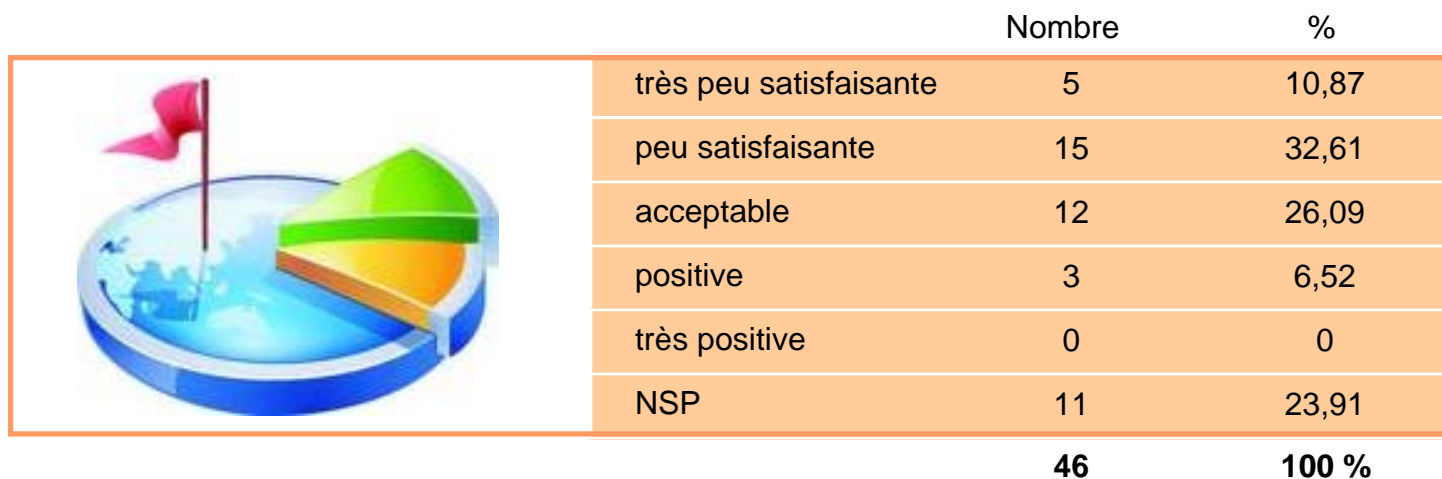 Nombre %
très peu satisfaisante 5 10,87
peu satisfaisante 15 32,61
acceptable 12 26,09
positive 3 6,52
très positive 0 0
NSP 11 23,91
46 100 %